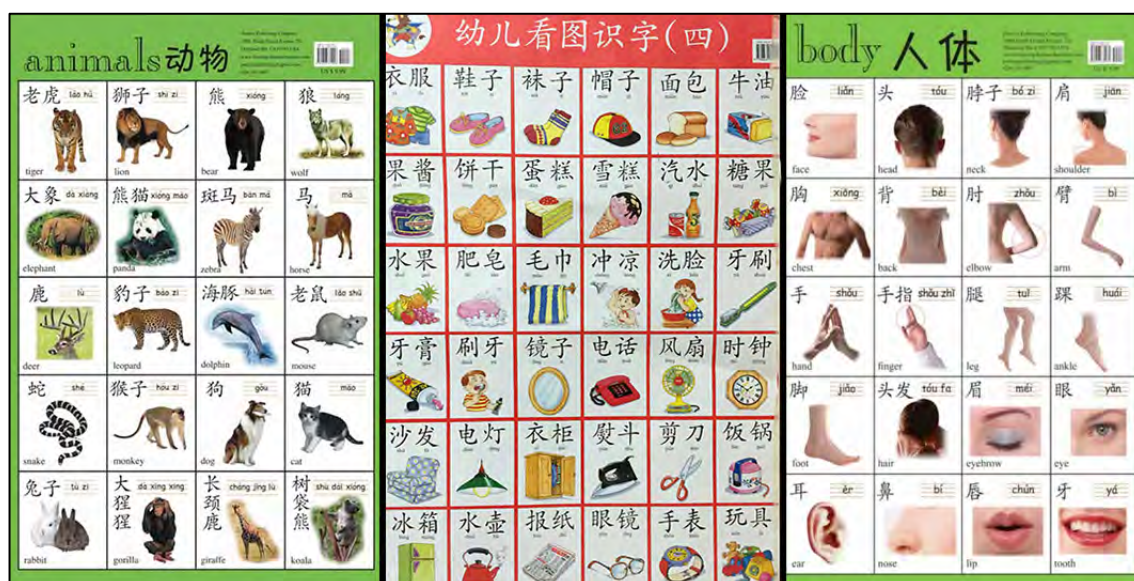 animals 动物
老虎 lǎo hǔ 狮子 shī zi 熊 xióng 狼 láng
tiger lion bear wolf
大象 dà xiàng 熊猫 xióng māo 斑马 bān mǎ 马 mǎ
elephant panda zebra horse
鹿 lù 豹子 bào zi 海豚 hǎi tún 老鼠 lǎo shǔ
deer leopard dolphin mouse
蛇 shé 猴子 hóu zi 狗 gǒu 猫 māo
snake monkey dog cat
兔子 tù zi 大猩猩 dà xīng xing 长颈鹿 cháng jǐng lù 树袋熊 shù dài xióng
rabbit gorilla giraffe koala
幼儿看图识字(四)
衣服 鞋子 袜子 帽子 面包 牛油
果酱 饼干 蛋糕 雪糕 汽水 糖果
水果 肥皂 毛巾 冲凉 洗脸 牙刷
牙膏 刷牙 镜子 电话 风扇 时钟
沙发 电灯 衣柜 熨斗 剪刀 饭锅
冰箱 水壶 报纸 眼镜 手表 玩具
body 人体
脸 liǎn 头 tóu 脖子 bó zi 肩 jiān
face head neck shoulder
胸 xiōng 背 bèi 肘 zhǒu 臂 bì
chest back elbow arm
手 shǒu 手指 shǒu zhǐ 腿 tuǐ 踝 huái
hand finger leg ankle
脚 jiǎo 头发 tóu fa 眉 méi 眼 yǎn
foot hair eyebrow eye
耳 ěr 鼻 bí 唇 chún 牙 yá
ear nose lip tooth